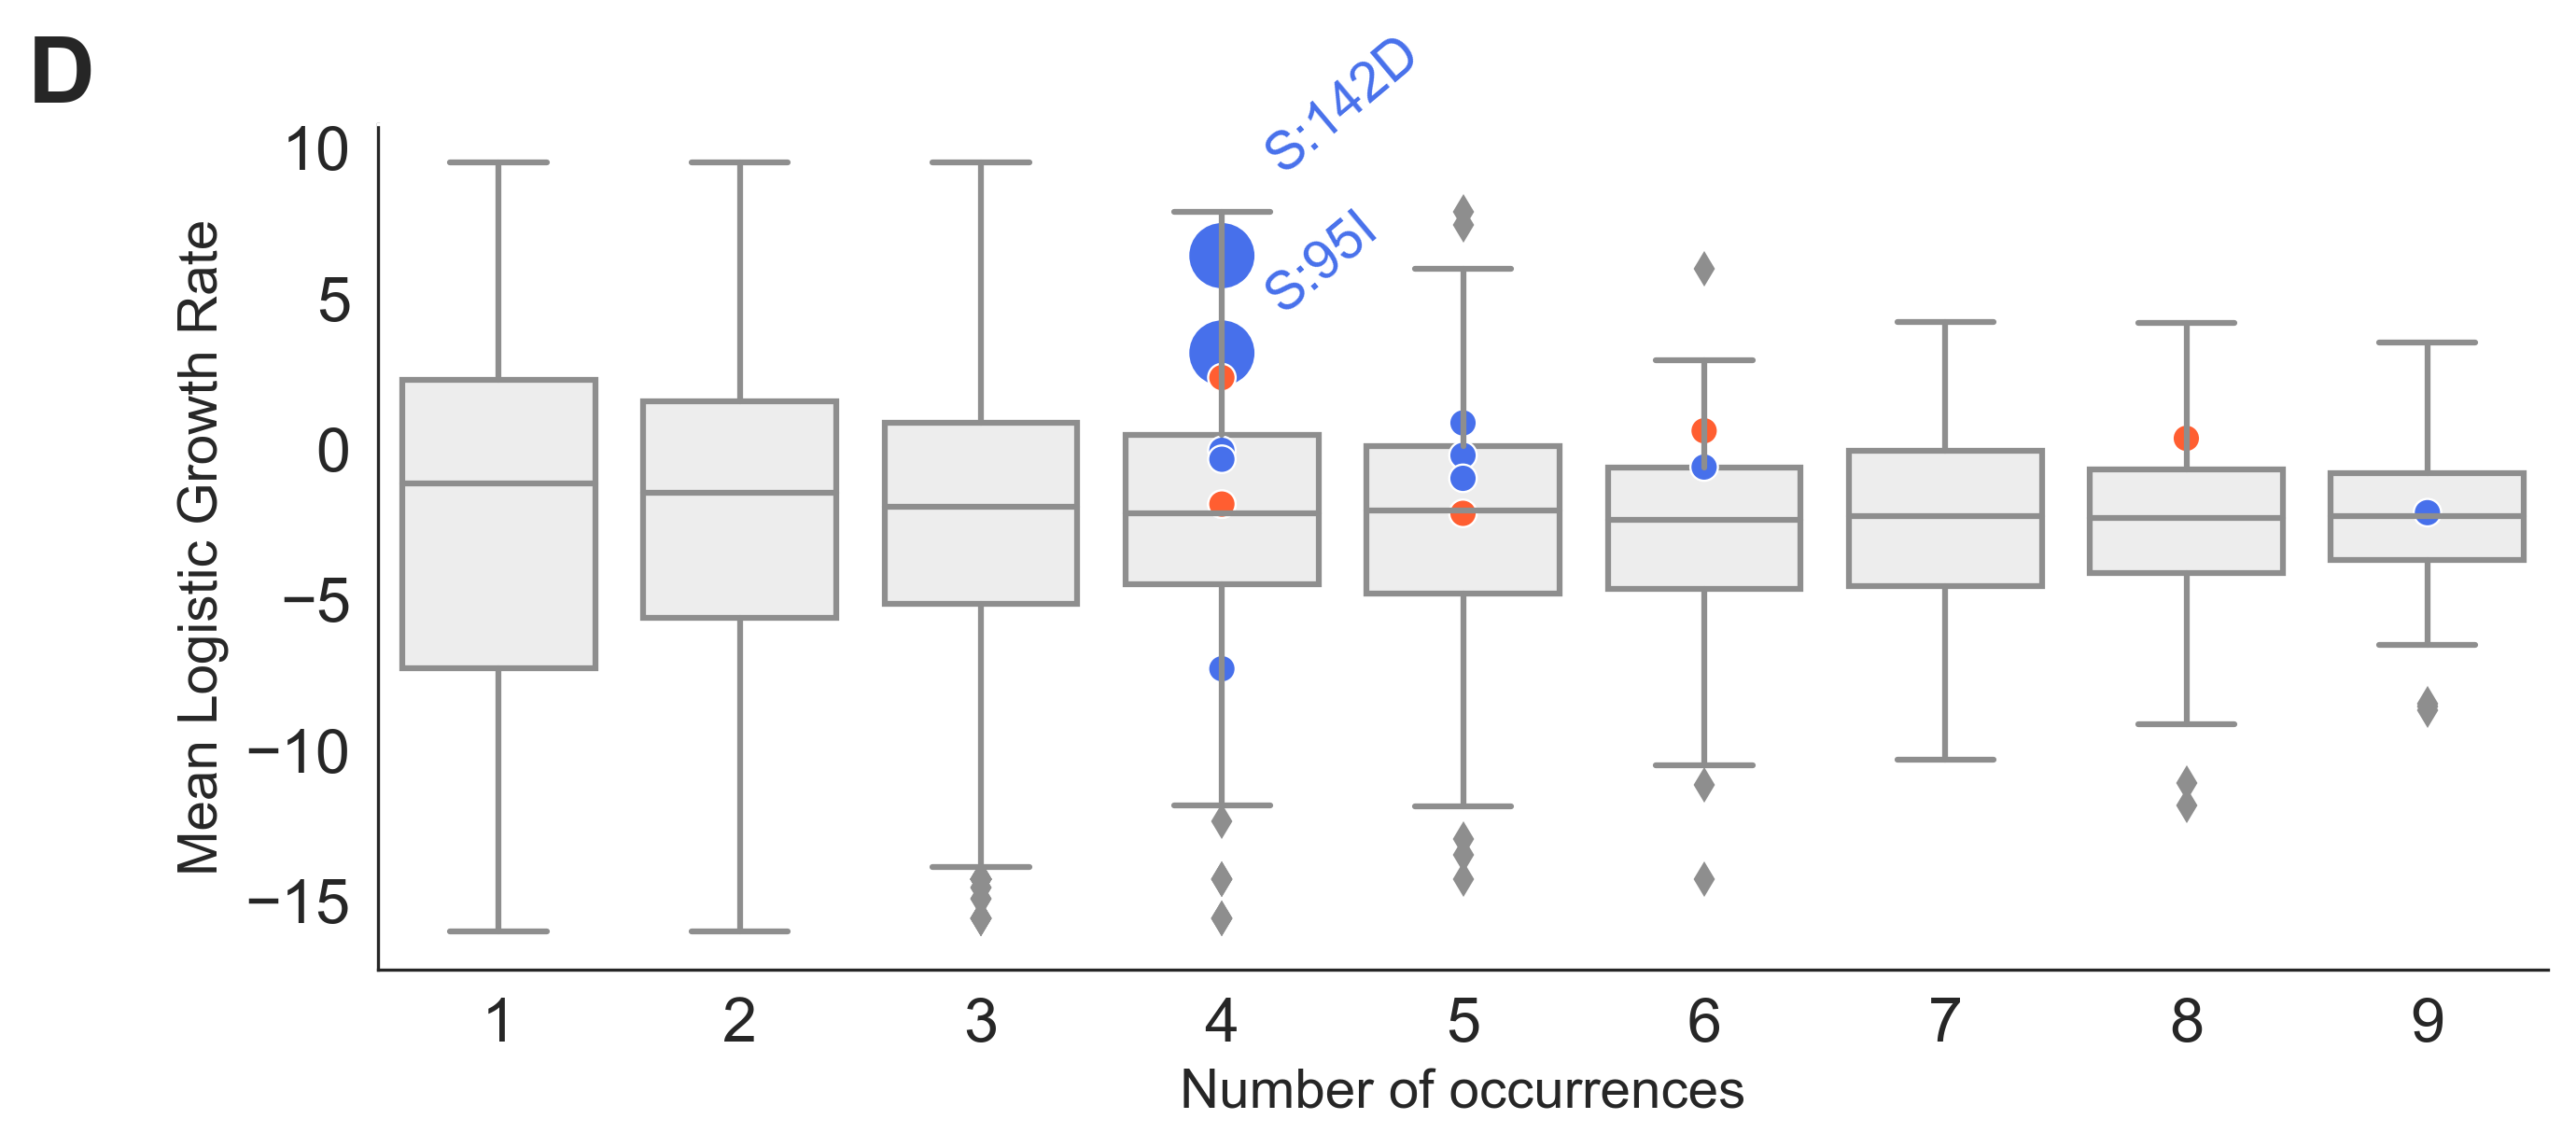 D
S:142D
S:95I
Mean Logistic Growth Rate
10
5
0
−5
−10
−15
1 2 3 4 5 6 7 8 9
Number of occurrences